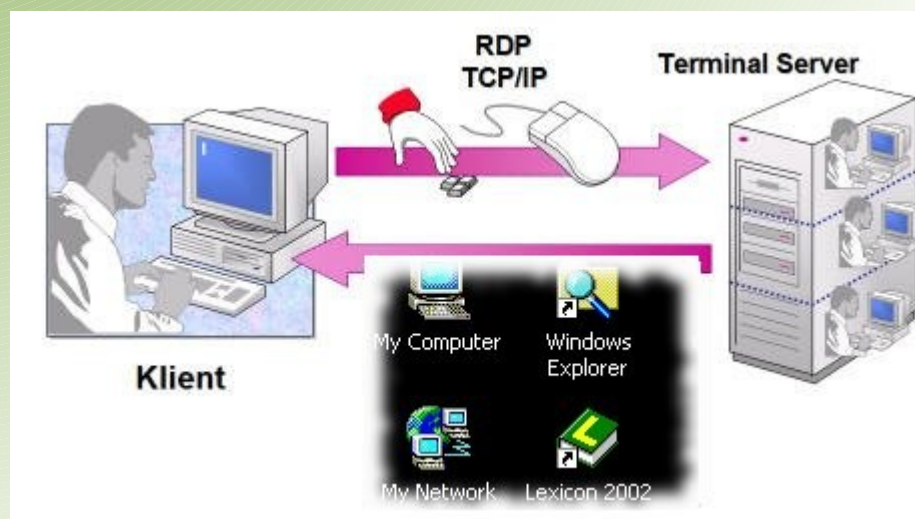 RDP
TCP/IP
Terminal Server
Klient
My Computer
Windows
Explorer
My Network
Lexicon 2002